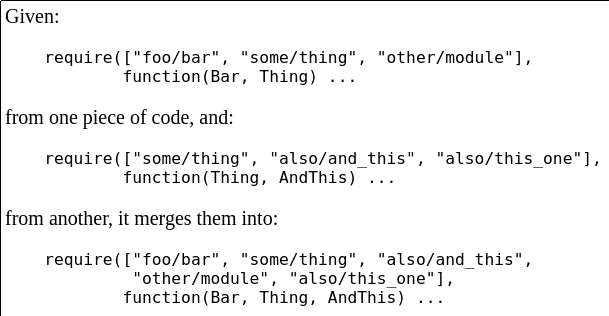 Given:
require(["foo/bar", "some/thing", "other/module"],
function(Bar, Thing) ...
from one piece of code, and:
require(["some/thing", "also/and_this", "also/this_one"],
function(Thing, AndThis) ...
from another, it merges them into:
require(["foo/bar", "some/thing", "also/and_this",
"other/module", "also/this_one"],
function(Bar, Thing, AndThis) ...